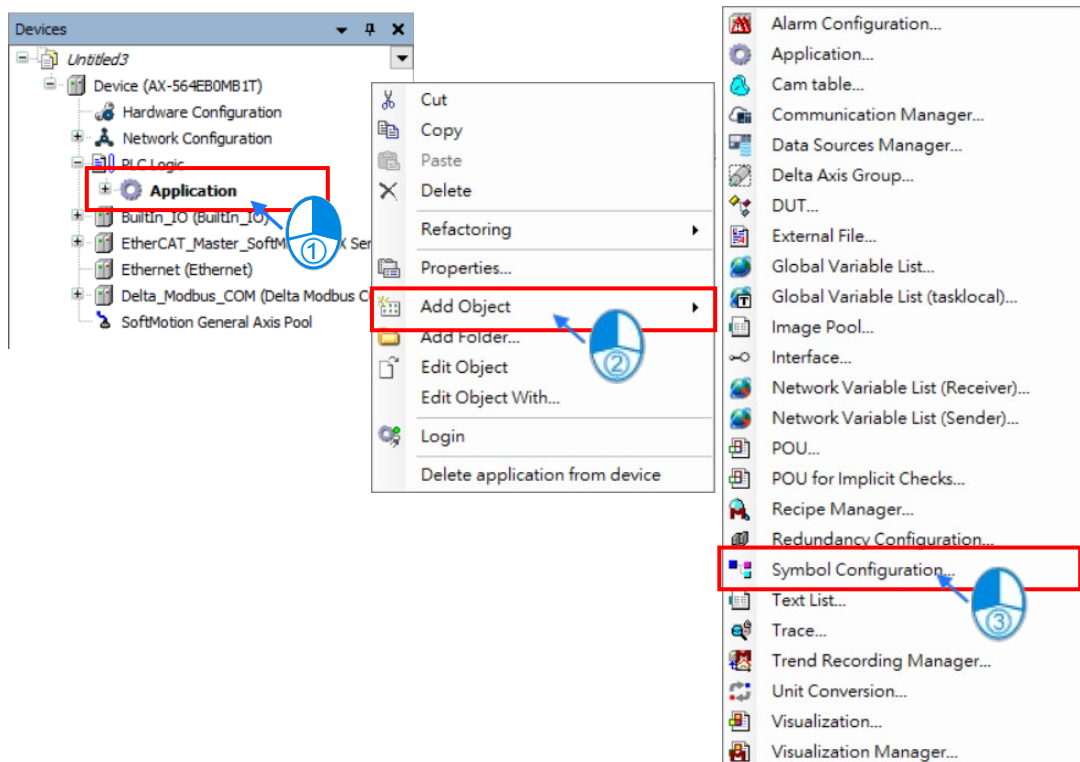 Devices
Untitled3
Device (AX-564EB0MB1T)
Hardware Configuration
Network Configuration
PLC Logic
Application
BuiltIn_IO (BuiltIn_IO)
EtherCAT_Master_SoftM X Ser
Ethernet (Ethernet)
Delta_Modbus_COM (Delta Modbus C
SoftMotion General Axis Pool
①
Cut
Copy
Paste
Delete
Refactoring
Properties...
Add Object
Add Folder...
Edit Object
Edit Object With...
Login
Delete application from device
②
Alarm Configuration...
Application...
Cam table...
Communication Manager...
Data Sources Manager...
Delta Axis Group...
DUT...
External File...
Global Variable List...
Global Variable List (tasklocal)...
Image Pool...
Interface...
Network Variable List (Receiver)...
Network Variable List (Sender)...
POU...
POU for Implicit Checks...
Recipe Manager...
Redundancy Configuration...
Symbol Configuration...
Text List...
③
Trace...
Trend Recording Manager...
Unit Conversion...
Visualization...
Visualization Manager...